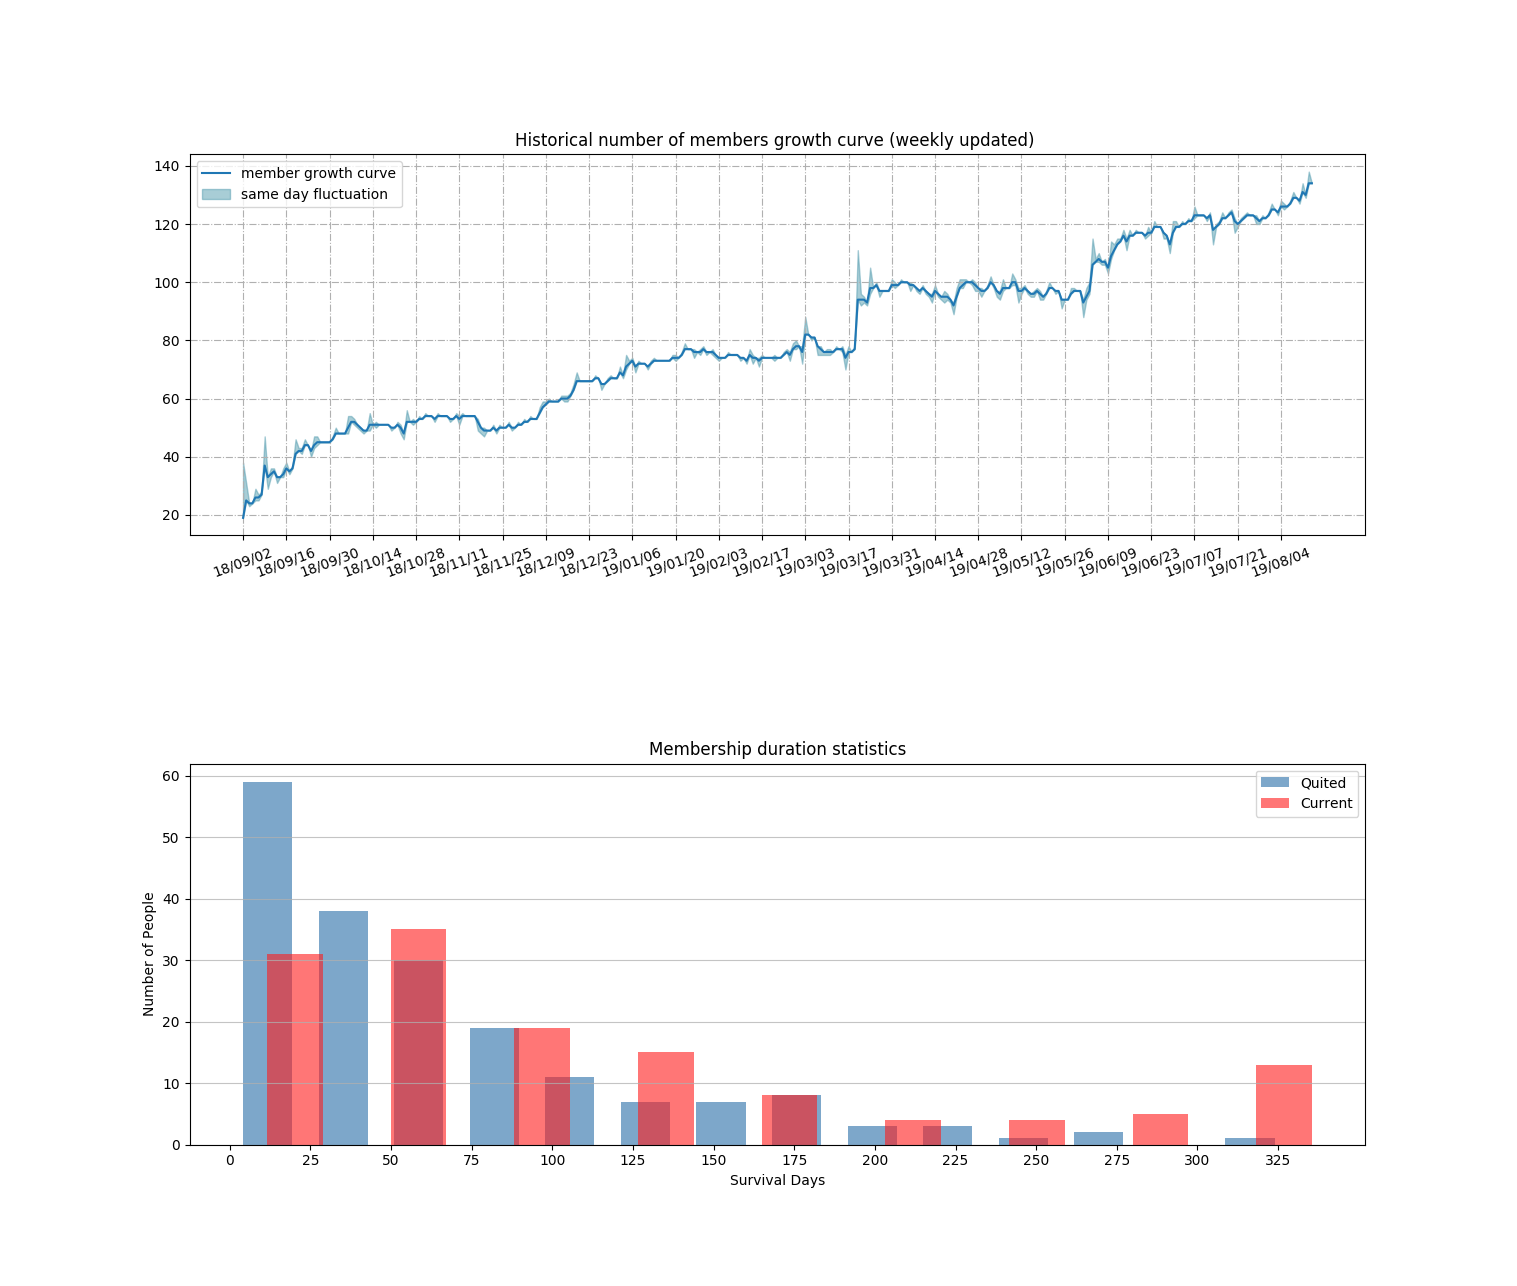 Historical number of members growth curve (weekly updated)
member growth curve
same day fluctuation
140
120
100
80
60
40
20
18/09/02 18/09/16 18/09/30 18/10/14 18/10/28 18/11/11 18/11/25 18/12/09 18/12/23 19/01/06 19/01/20 19/02/03 19/02/17 19/03/03 19/03/17 19/03/31 19/04/14 19/04/28 19/05/12 19/05/26 19/06/09 19/06/23 19/07/07 19/07/21 19/08/04
Membership duration statistics
Quited
Current
Number of People
60
50
40
30
20
10
0
0 25 50 75 100 125 150 175 200 225 250 275 300 325
Survival Days